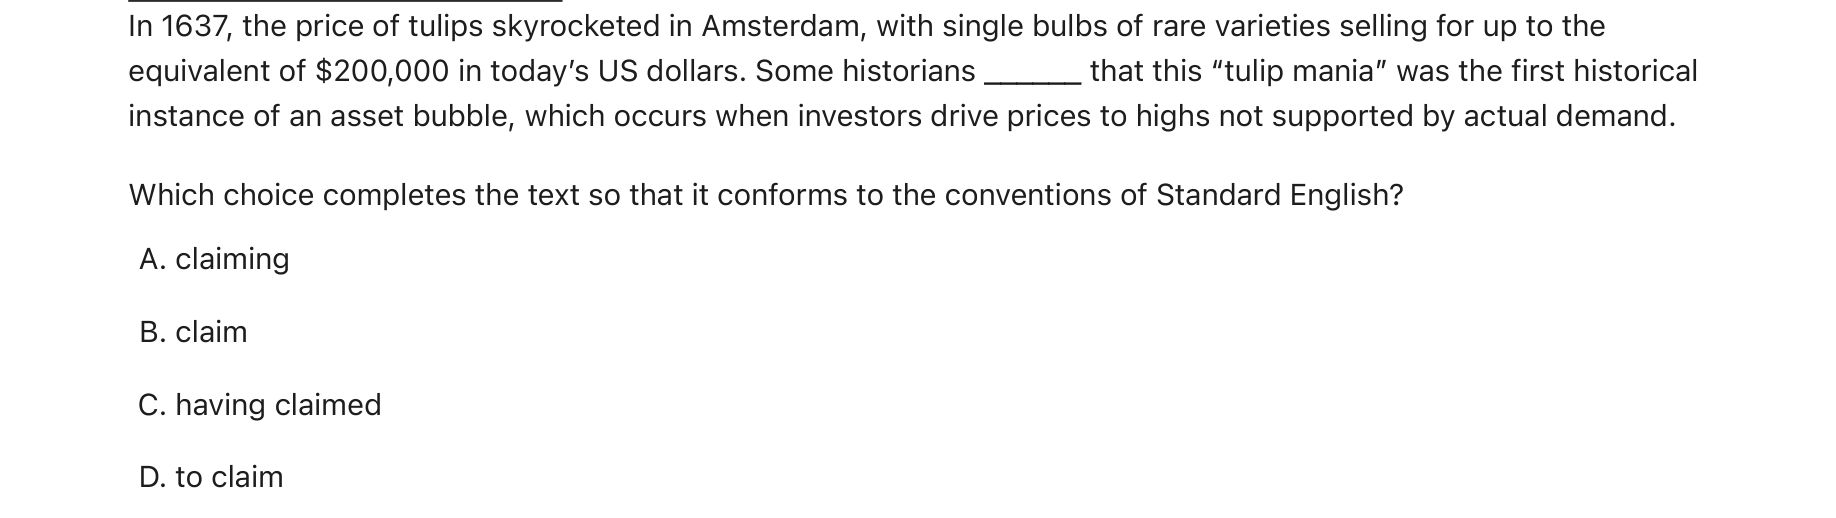 In 1637, the price of tulips skyrocketed in Amsterdam, with single bulbs of rare varieties selling for up to the
equivalent of $200,000 in today’s US dollars. Some historians ______ that this “tulip mania” was the first historical
instance of an asset bubble, which occurs when investors drive prices to highs not supported by actual demand.
Which choice completes the text so that it conforms to the conventions of Standard English?
A. claiming
B. claim
C. having claimed
D. to claim